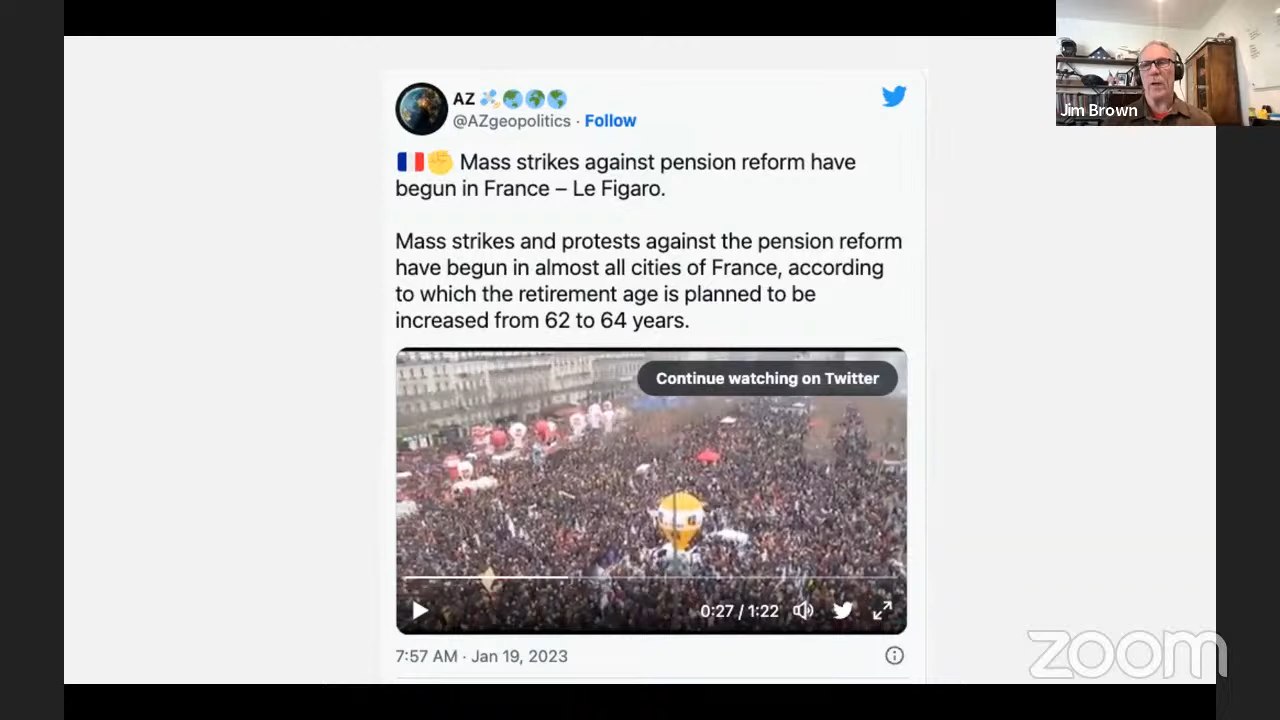 AZ
@AZgeopolitics · Follow
Mass strikes against pension reform have
begun in France – Le Figaro.
Mass strikes and protests against the pension reform
have begun in almost all cities of France, according
to which the retirement age is planned to be
increased from 62 to 64 years.
Continue watching on Twitter
0:27 / 1:22
7:57 AM · Jan 19, 2023
Jim Brown
zoom